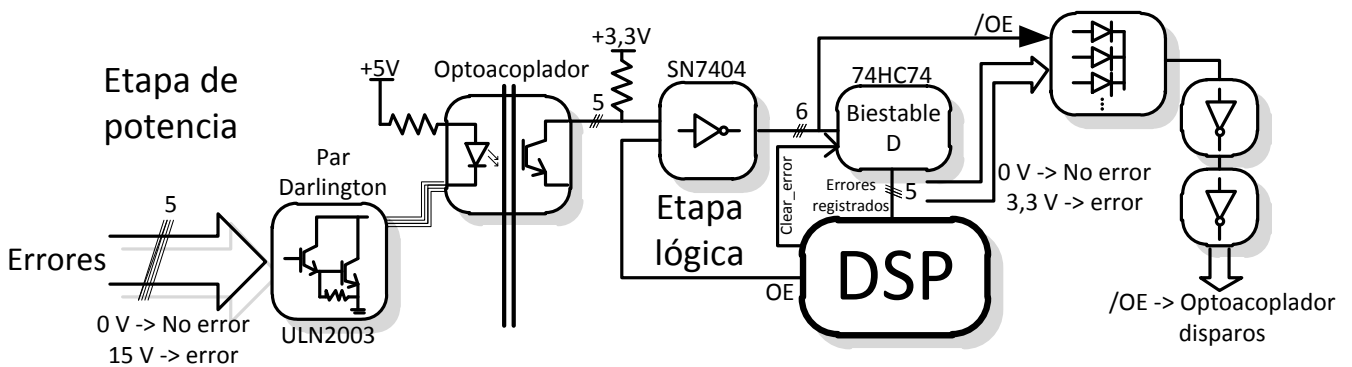 Etapa de
potencia
Errores
5
0 V -> No error
15 V -> error
Par
Darlington
ULN2003
+5V
Optoacoplador
+3,3V
5
SN7404
Etapa
lógica
6
74HC74
Biestable
D
Clear_error
Errores
registrados
5
OE
DSP
/OE
0 V -> No error
3,3 V -> error
/OE -> Optoacoplador
disparos